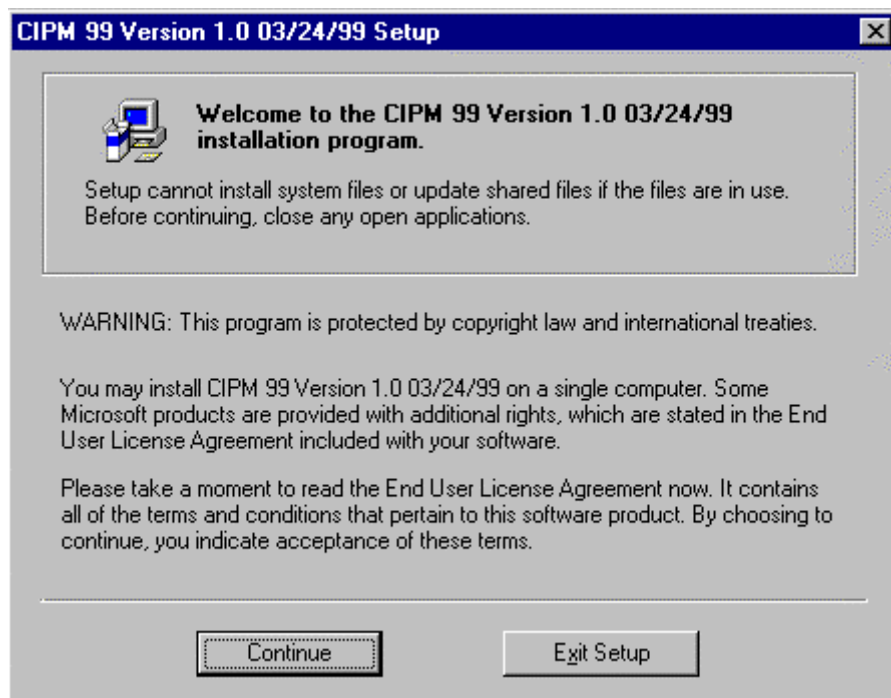 CIPM 99 Version 1.0 03/24/99 Setup
Welcome to the CIPM 99 Version 1.0 03/24/99
installation program.
Setup cannot install system files or update shared files if the files are in use.
Before continuing, close any open applications.
WARNING: This program is protected by copyright law and international treaties.
You may install CIPM 99 Version 1.0 03/24/99 on a single computer. Some
Microsoft products are provided with additional rights, which are stated in the End
User License Agreement included with your software.
Please take a moment to read the End User License Agreement now. It contains
all of the terms and conditions that pertain to this software product. By choosing to
continue, you indicate acceptance of these terms.
Continue
Exit Setup